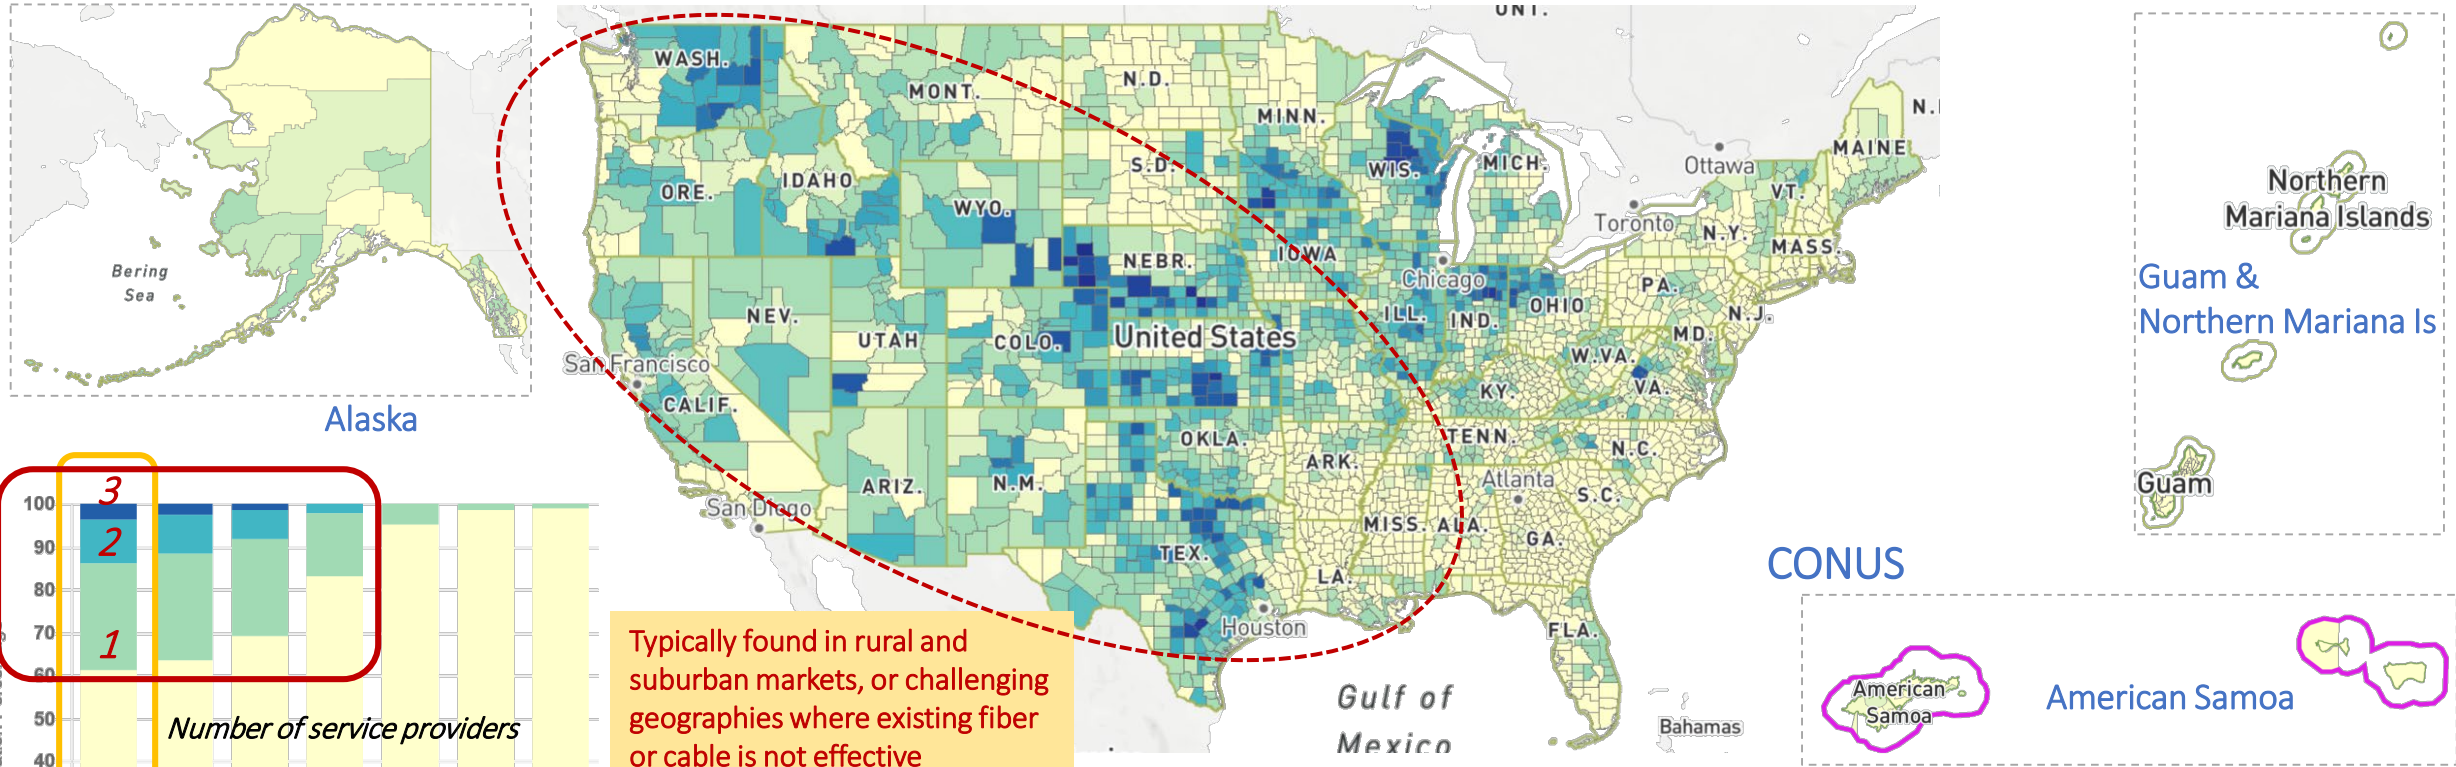 ONT.
WASH.
MONT.
N.D.
MINN.
ORE.
IDAHO
WYO.
S.D.
WIS.
MICH.
Ottawa
MAINE
Toronto
VT.
N.Y.
MASS.
NEBR.
IOWA
Chicago
PA.
N.J.
NEV.
UTAH
COLO.
United States
ILL.
IND.
OHIO
MD.
W.VA.
VA.
San Francisco
CALIF.
KY.
OKLA.
TENN.
N.C.
ARIZ.
N.M.
ARK.
Atlanta
S.C.
San Diego
TEX.
MISS.
ALA.
GA.
LA.
Houston
FLA.
Gulf of
Mexico
Bahamas
Bering
Sea
Alaska
Northern
Mariana Islands
Guam &
Northern Mariana Is
Guam
CONUS
American
Samoa
American Samoa
3
2
1
100
90
80
70
60
50
40
Number of service providers
Typically found in rural and
suburban markets, or challenging
geographies where existing fiber
or cable is not effective